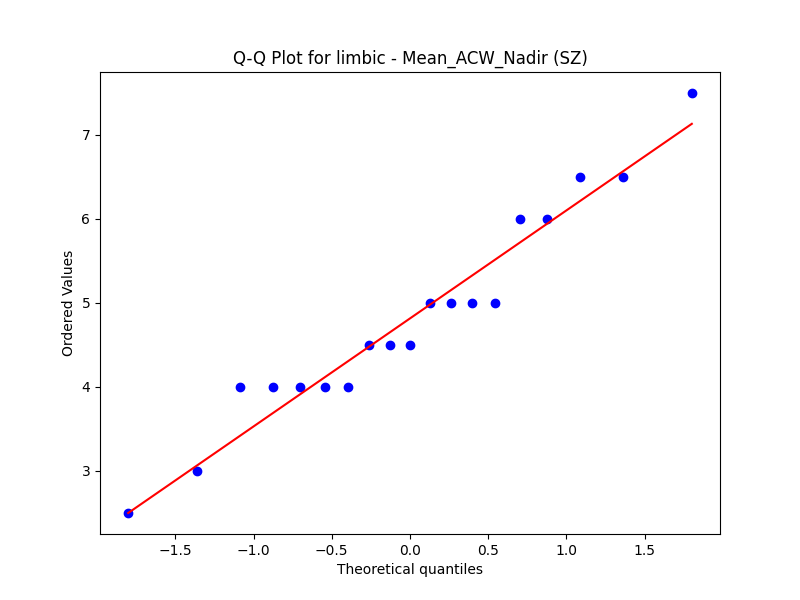 Q-Q Plot for limbic - Mean_ACW_Nadir (SZ)
Ordered Values
7
6
5
4
3
−1.5 −1.0 −0.5 0.0 0.5 1.0 1.5
Theoretical quantiles